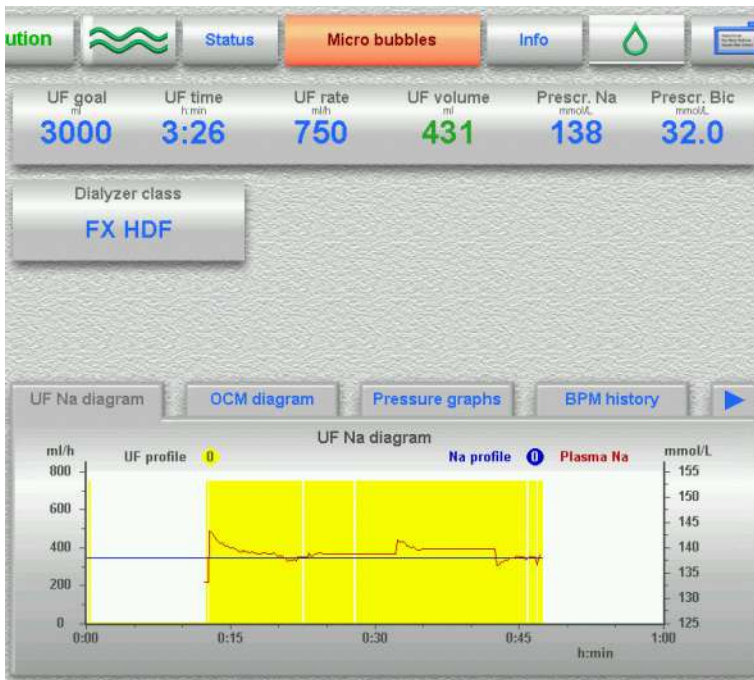 ution Status Micro bubbles Info
UF goal UF time UF rate UF volume Prescr. Na Prescr. Bic
ml h:min ml/h ml mmol/L mmol/L
3000 3:26 750 431 138 32.0
Dialyzer class
FX HDF
UF Na diagram OCM diagram Pressure graphs BPM history
UF Na diagram
ml/h UF profile 0 Na profile 0 Plasma Na mmol/L
800 155
150
600 145
400 140
135
200 130
0 125
0:00 0:15 0:30 0:45 1:00
h:min